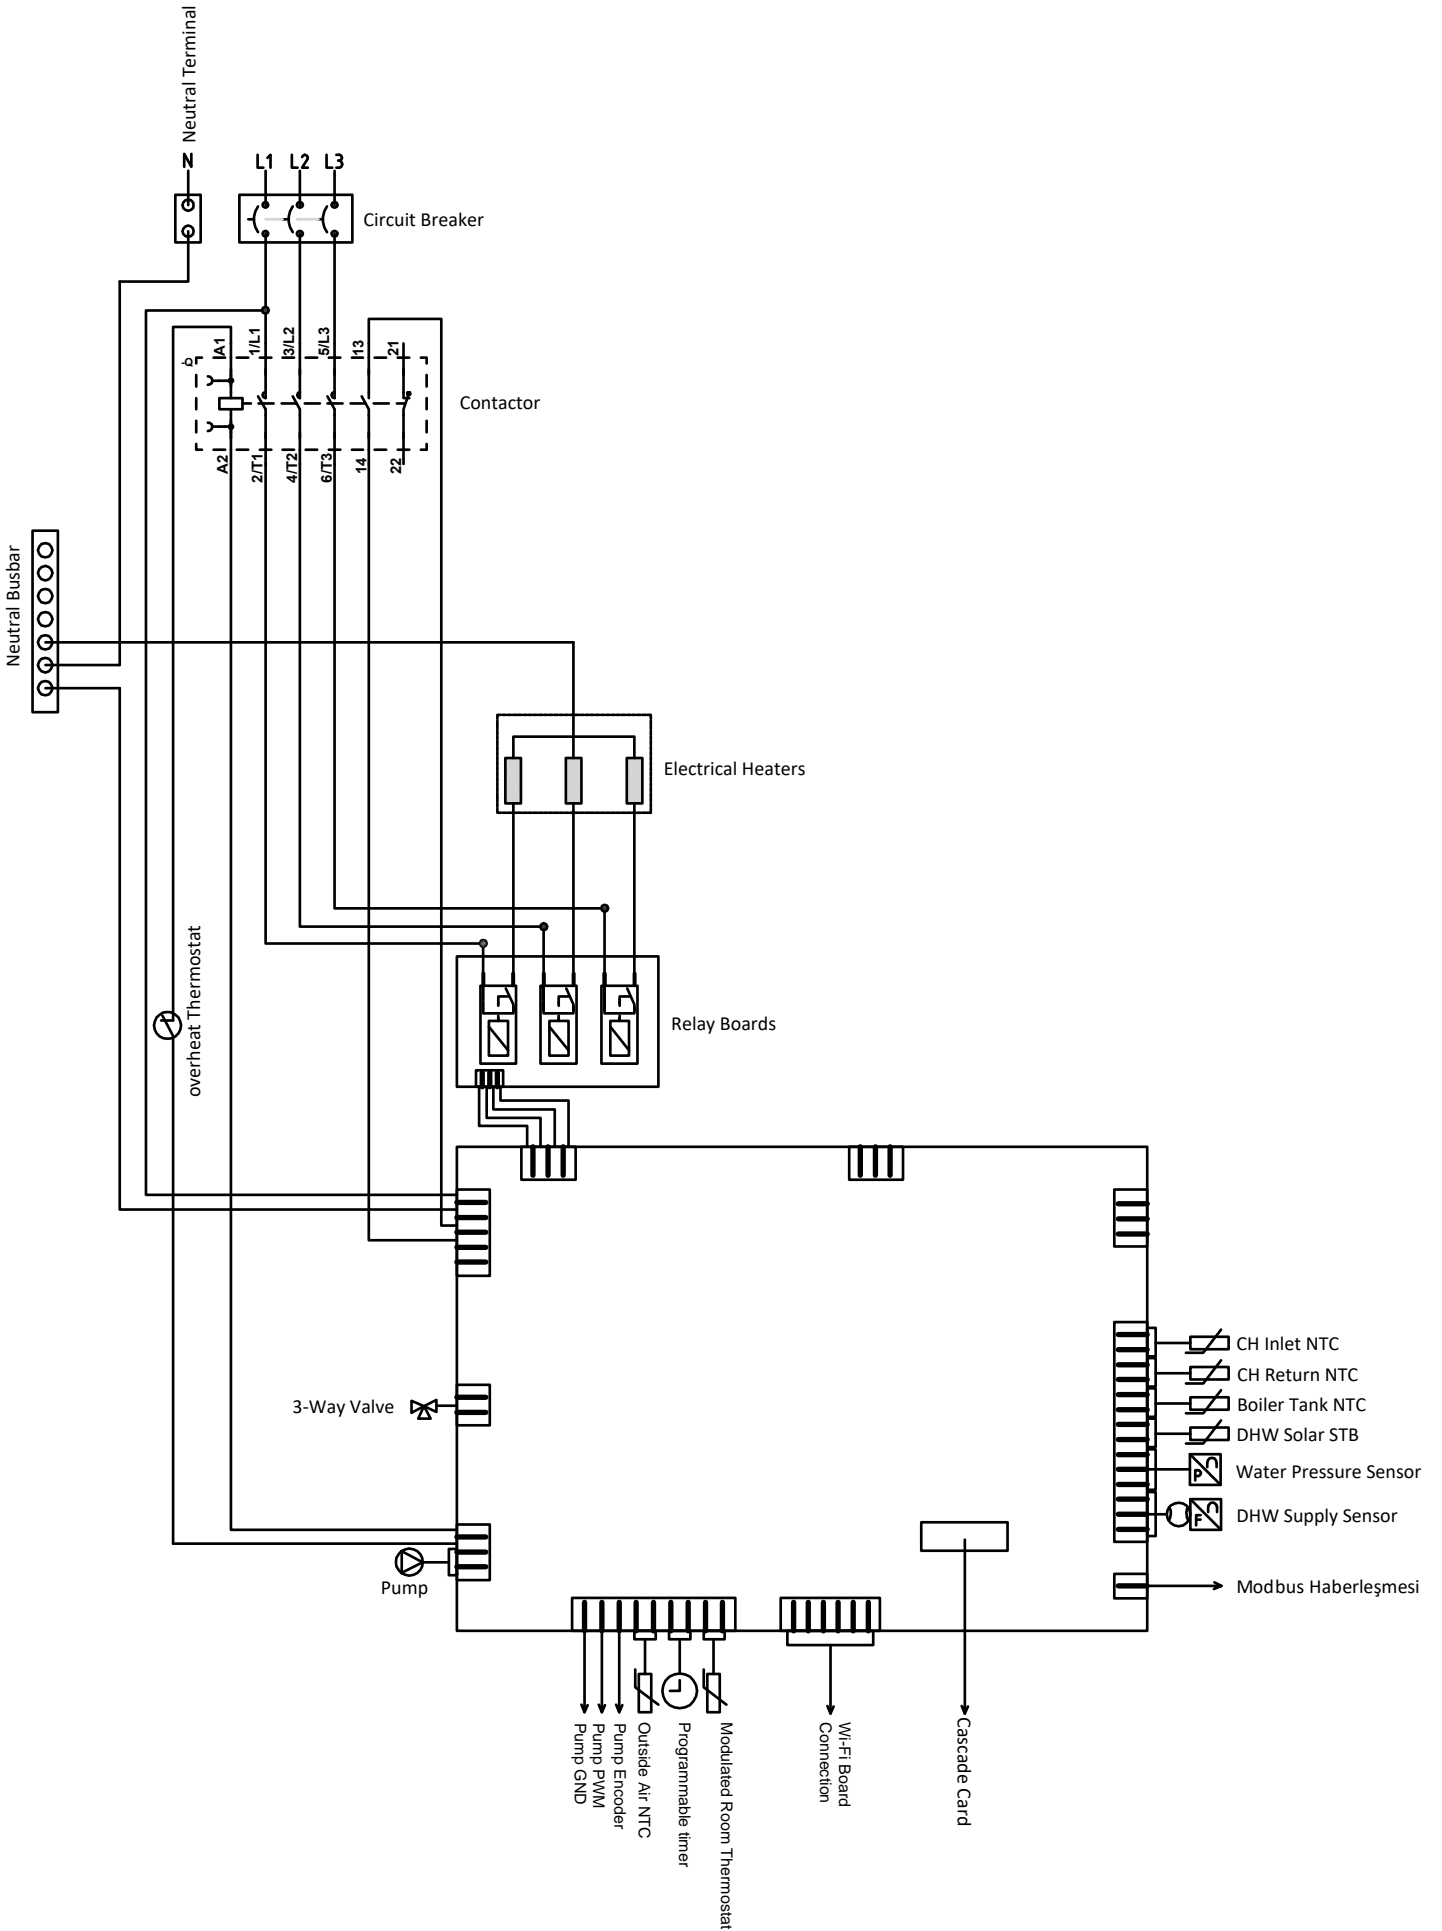 Neutral Terminal
N
L1
L2
L3
Circuit Breaker
A1
1/L1
3/L2
5/L3
13
21
Contactor
A2
2/T1
4/T2
6/T3
14
22
Neutral Busbar
Electrical Heaters
overheat Thermostat
Relay Boards
CH Inlet NTC
CH Return NTC
3-Way Valve
Boiler Tank NTC
DHW Solar STB
P
Water Pressure Sensor
F
DHW Supply Sensor
Pump
Modbus Haberleşmesi
Pump GND
Pump PWM
Pump Encoder
Outside Air NTC
Programmable timer
Modulated Room Thermostat
Wi-Fi Board
Connection
Cascade Card